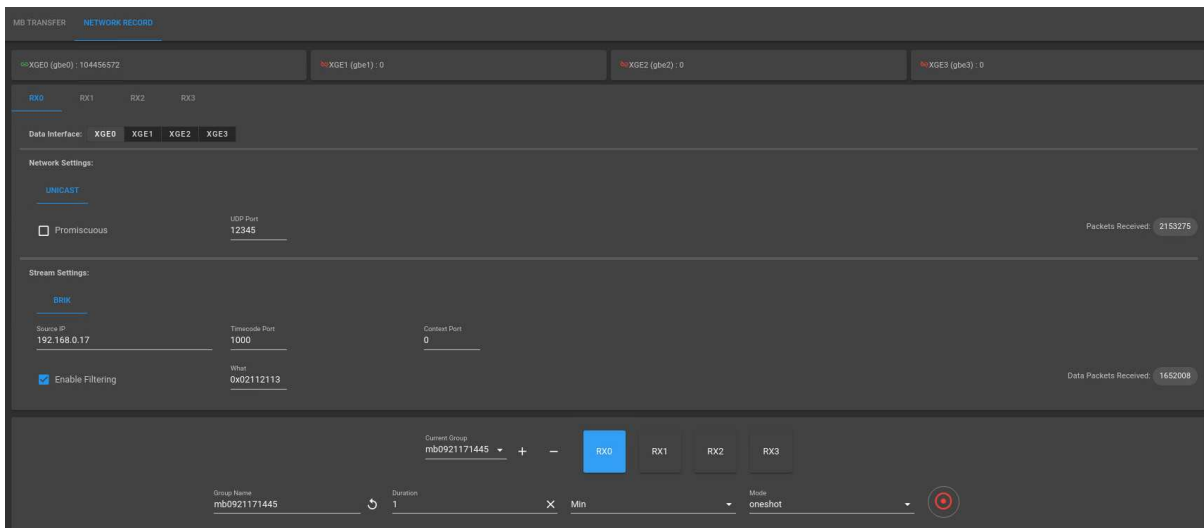 MB TRANSFER NETWORK RECORD
XGE0 (gbe0) : 104456572 XGE1 (gbe1) : 0 XGE2 (gbe2) : 0 XGE3 (gbe3) : 0
RX0 RX1 RX2 RX3
Data Interface: XGE0 XGE1 XGE2 XGE3
Network Settings:
UNICAST
Promiscuous
UDP Port
12345
Packets Received: 2153275
Stream Settings:
BRIK
Source IP
192.168.0.17
Timecode Port
1000
Context Port
0
Enable Filtering
What
0x02112113
Data Packets Received: 1652008
Current Group
mb0921171445
RX0 RX1 RX2 RX3
Group Name
mb0921171445
Duration
1
Min
Mode
oneshot